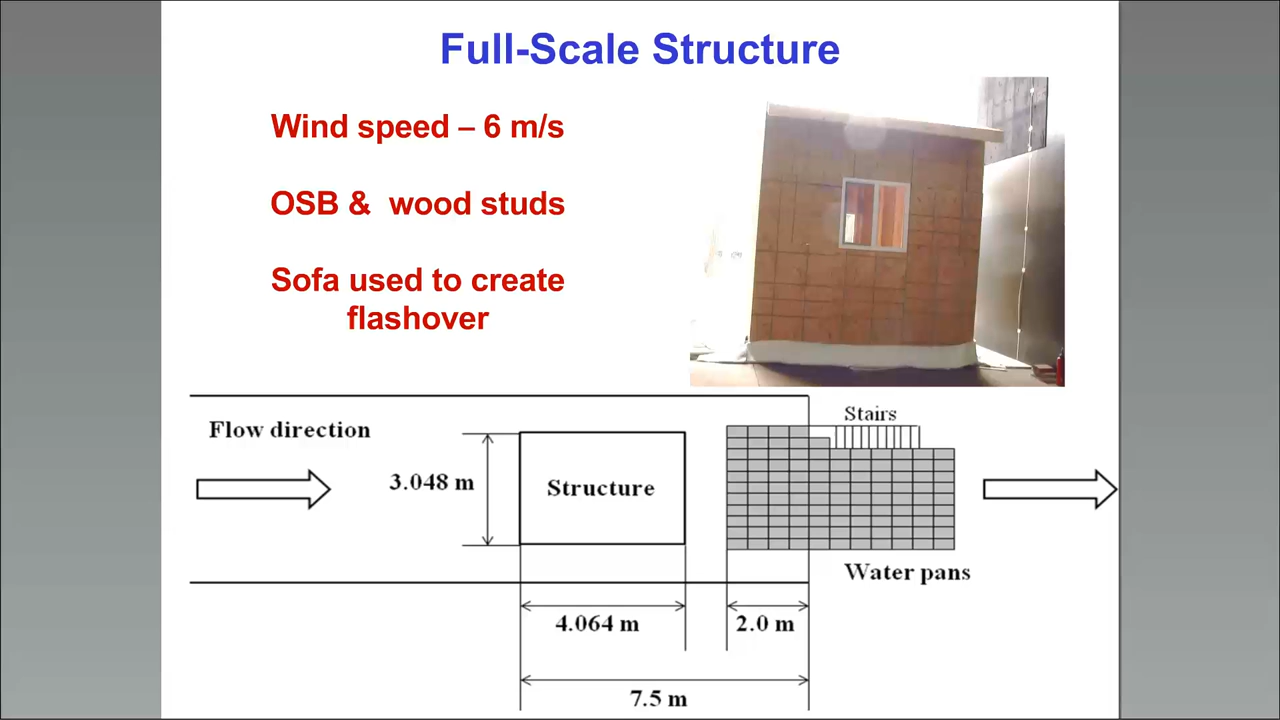 Full-Scale Structure
Wind speed – 6 m/s
OSB & wood studs
Sofa used to create
flashover
Stairs
Flow direction
3.048 m
Structure
Water pans
4.064 m
2.0 m
7.5 m